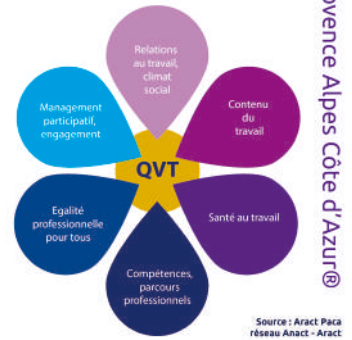 Relations
au travail,
climat
social
Contenu
du
travail
Santé au travail
Compétences,
parcours
professionnels
Egalité
professionnelle
pour tous
Management
participatif,
engagement
QVT
Alpes Côte d'Azur®
Source : Aract Paca
réseau Anact - Aract